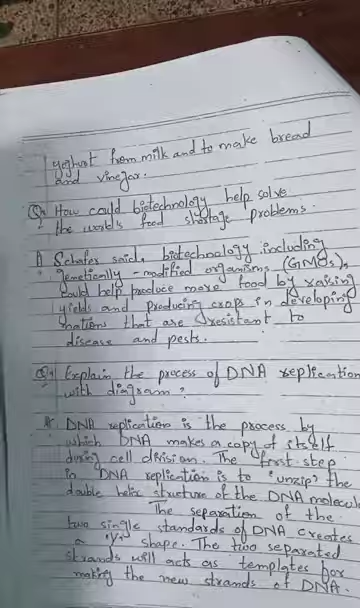 yoghurt from milk and to make bread
and vinegar.
Q How could biotechnology help solve
the world's food shortage problems.
A Schafer said, biotechnology including
genetically-modified organisms (GMOs),
could help produce more food by raising
yields and producing crops in developing
nations that are resistant to
disease and pests.
Explain the process of DNA replication
with diagram?
A. DNA replication is the process by
which DNA makes a copy of itself
during cell division. The first step
in DNA replication is to 'unzip' the
double helix structure of the DNA molecul
The separation of the
two single standards of DNA creates
a 'Y' shape. The two separated
strands will acts as templates for
making the new strands of DNA.